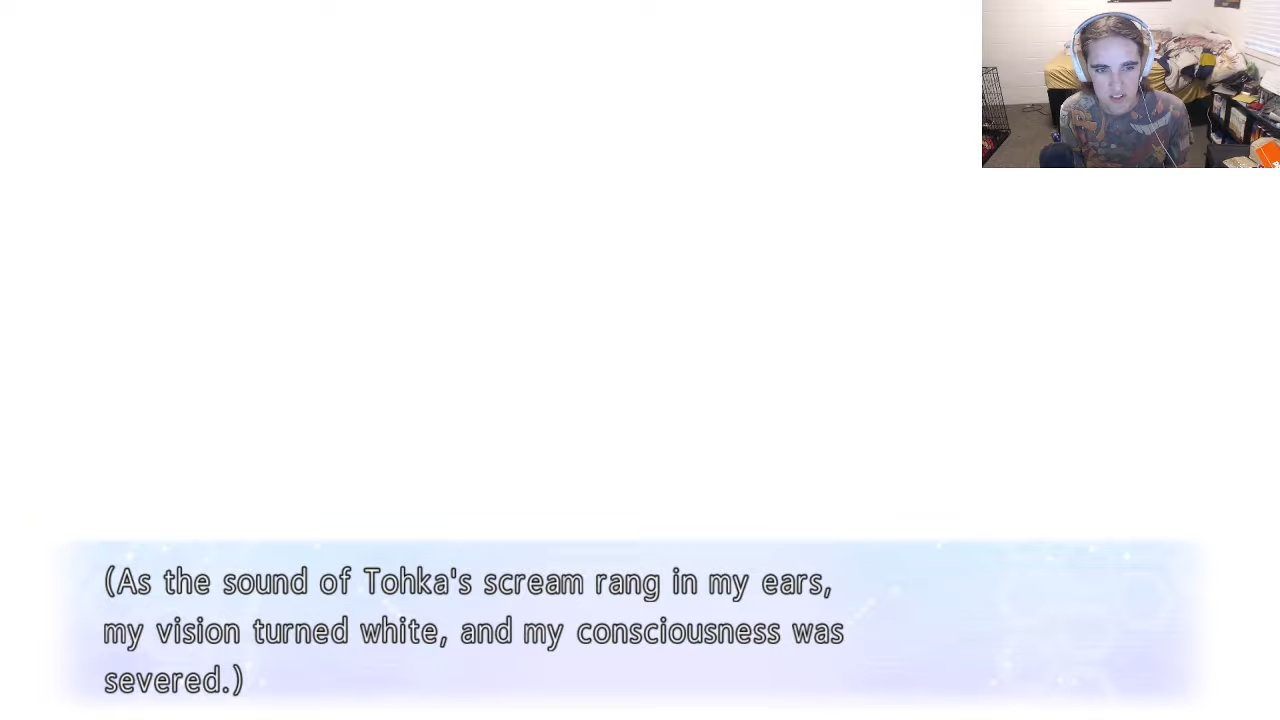 (As the sound of Tohka's scream rang in my ears,
my vision turned white, and my consciousness was
severed.)